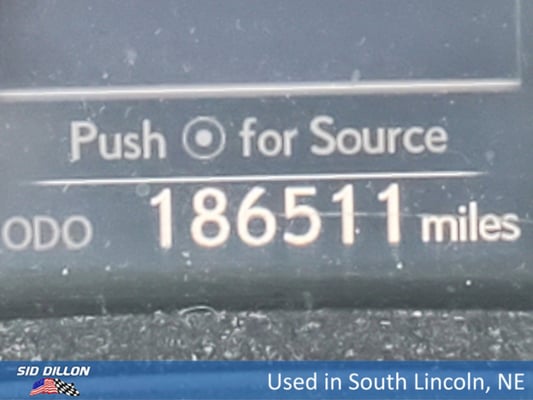 Push ⦿ for Source
ODO 186511 miles
SID DILLON
Used in South Lincoln, NE